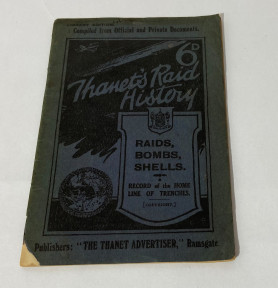 Compiled from Official and Private Documents.
6D
Thanet's Raid
History
RAIDS,
BOMBS,
SHELLS.
RECORD of the HOME
LINE OF TRENCHES.
Publishers: "THE THANET ADVERTISER," Ramsgate